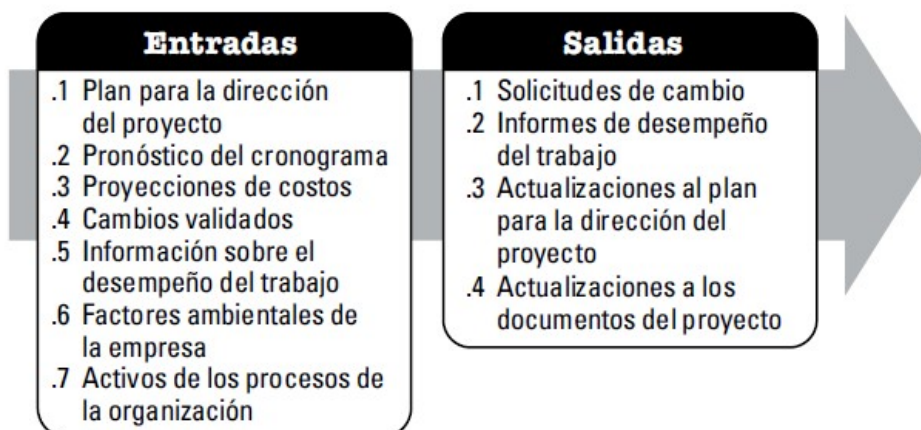 Entradas
.1 Plan para la dirección
del proyecto
.2 Pronóstico del cronograma
.3 Proyecciones de costos
.4 Cambios validados
.5 Información sobre el
desempeño del trabajo
.6 Factores ambientales de
la empresa
.7 Activos de los procesos de
la organización
Salidas
.1 Solicitudes de cambio
.2 Informes de desempeño
del trabajo
.3 Actualizaciones al plan
para la dirección del
proyecto
.4 Actualizaciones a los
documentos del proyecto